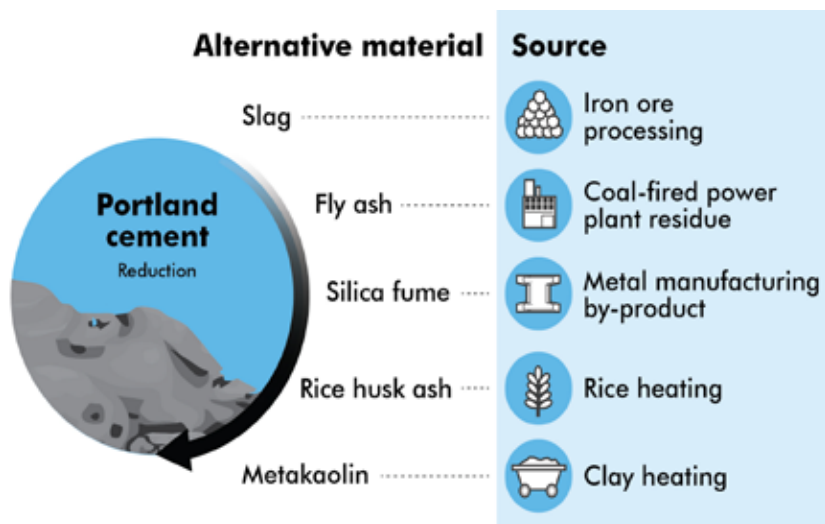 Alternative material
Source
Portland
cement
Reduction
Slag
Iron ore
processing
Fly ash
Coal-fired power
plant residue
Silica fume
Metal manufacturing
by-product
Rice husk ash
Rice heating
Metakaolin
Clay heating